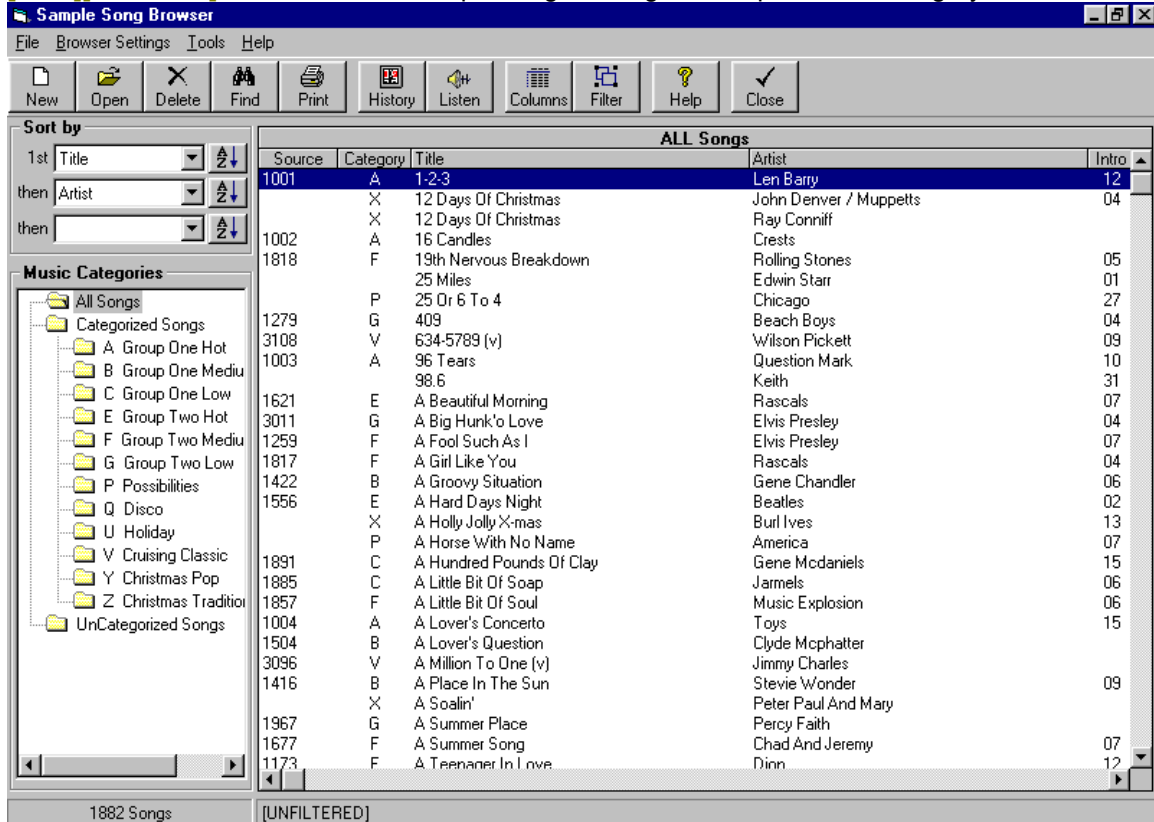 Sample Song Browser
File Browser Settings Tools Help
New Open Delete Find Print History Listen Columns Filter Help Close
Sort by
1st Title
then Artist
then
Music Categories
All Songs
Categorized Songs
A Group One Hot
B Group One Mediu
C Group One Low
E Group Two Hot
F Group Two Mediu
G Group Two Low
P Possibilities
Q Disco
U Holiday
V Cruising Classic
Y Christmas Pop
Z Christmas Tradition
UnCategorized Songs
ALL Songs
Source Category Title Artist Intro
1001 A 1-2-3 Len Barry 12
X 12 Days Of Christmas John Denver / Muppetts 04
X 12 Days Of Christmas Ray Conniff
1002 A 16 Candles Crests
1818 F 19th Nervous Breakdown Rolling Stones 05
25 Miles Edwin Starr 01
P 25 Or 6 To 4 Chicago 27
1279 G 409 Beach Boys 04
3108 V 634-5789 (v) Wilson Pickett 09
1003 A 96 Tears Question Mark 10
98.6 Keith 31
1621 E A Beautiful Morning Rascals 07
3011 G A Big Hunk'o Love Elvis Presley 04
1259 F A Fool Such As I Elvis Presley 07
1817 F A Girl Like You Rascals 04
1422 B A Groovy Situation Gene Chandler 06
1556 E A Hard Days Night Beatles 02
X A Holly Jolly X-mas Burl Ives 13
P A Horse With No Name America 07
1891 C A Hundred Pounds Of Clay Gene Mcdaniels 15
1885 C A Little Bit Of Soap Jarmels 06
1857 F A Little Bit Of Soul Music Explosion 06
1004 A A Lover's Concerto Toys 15
1504 B A Lover's Question Clyde Mcphatter
3096 V A Million To One (v) Jimmy Charles
1416 B A Place In The Sun Stevie Wonder 09
X A Soalin' Peter Paul And Mary
1967 G A Summer Place Percy Faith
1677 F A Summer Song Chad And Jeremy 07
1173 F A Teenager In Love Dion 12
1882 Songs [UNFILTERED]